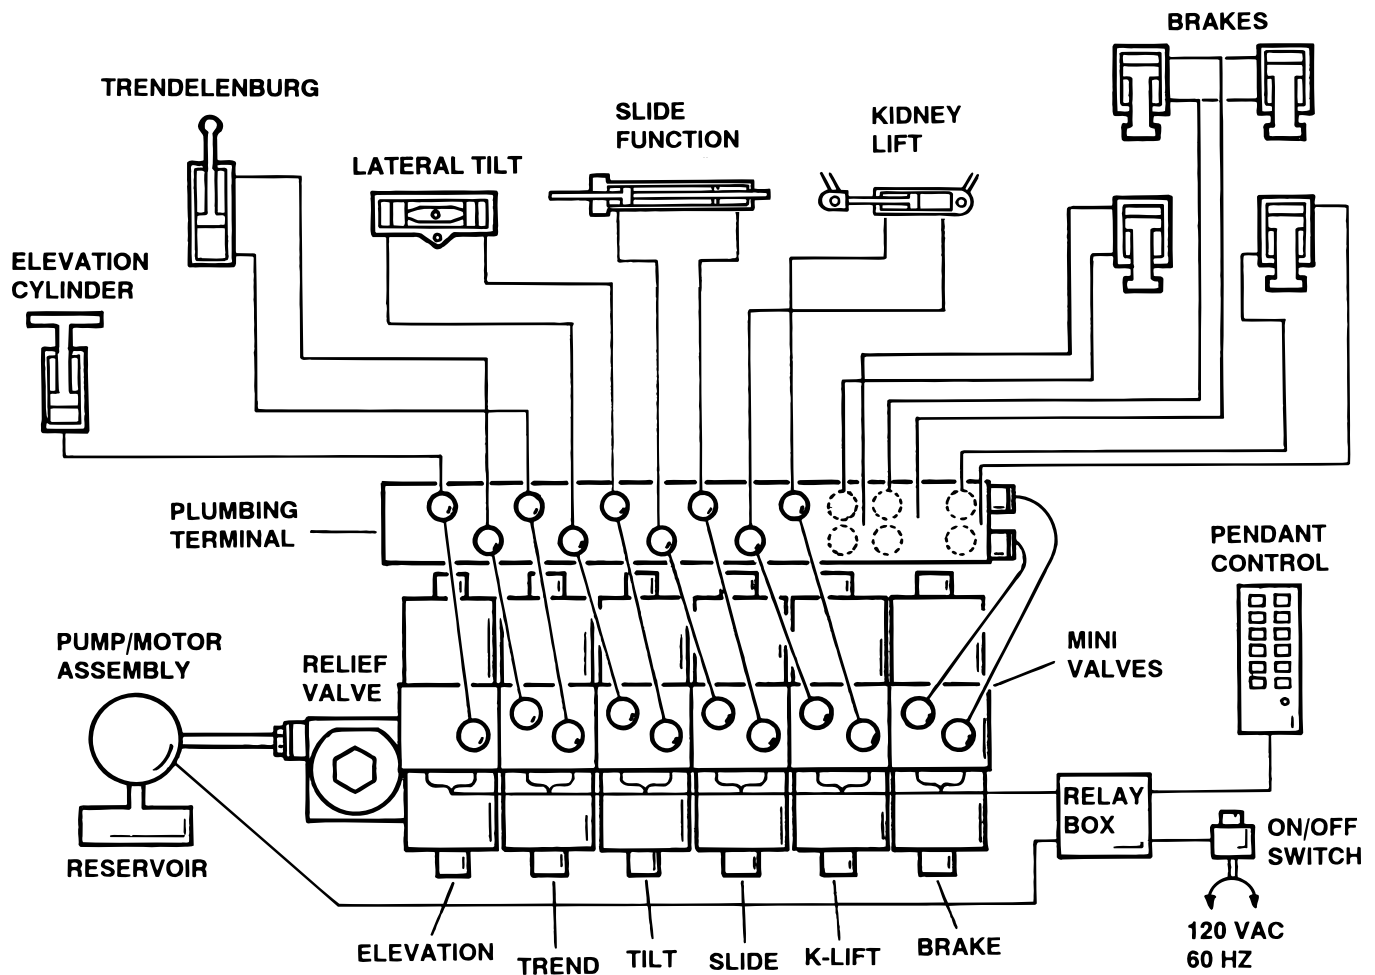 BRAKES
TRENDELENBURG
SLIDE
FUNCTION
KIDNEY
LIFT
LATERAL TILT
ELEVATION
CYLINDER
PLUMBING
TERMINAL
PENDANT
CONTROL
PUMP/MOTOR
ASSEMBLY
RELIEF
VALVE
MINI
VALVES
RELAY
BOX
ON/OFF
SWITCH
RESERVOIR
120 VAC
60 HZ
ELEVATION
TREND
TILT
SLIDE
K-LIFT
BRAKE